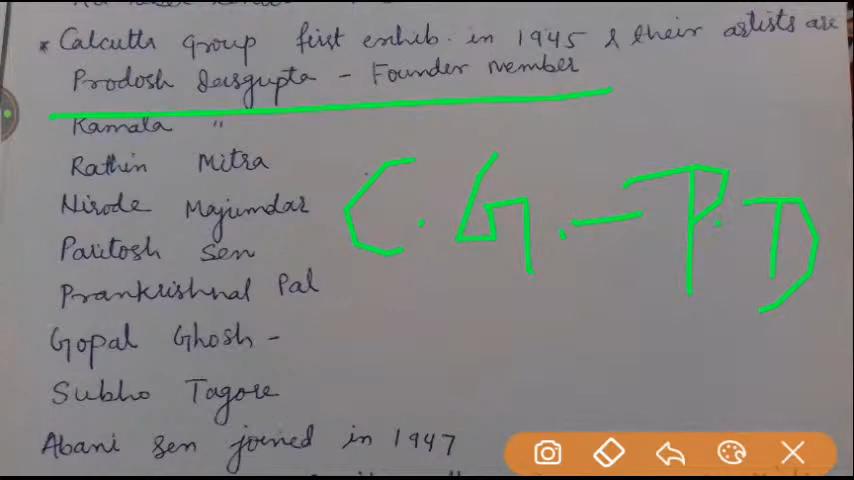 * Calcutta group first exhib. in 1945 & their artists are
Prodosh Dasgupta - Founder member
Kamala "
Rathin Mitra
Nirode Majumdar
Paritosh Sen
Prankrishnal Pal
Gopal Ghosh -
Subho Tagore
Abani Sen joined in 1947
C.G.-P.D